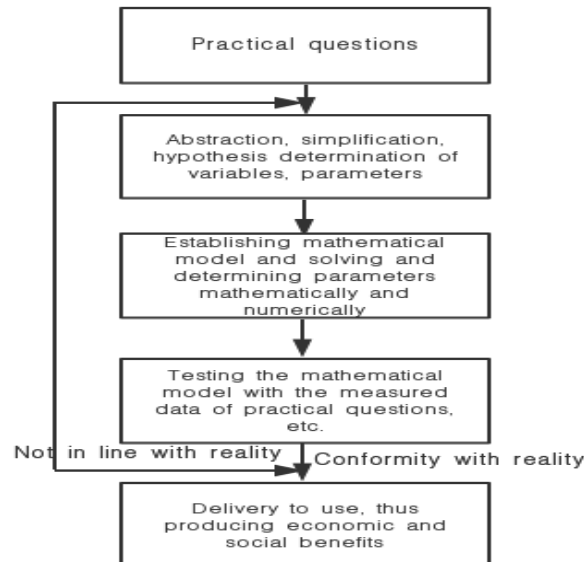 Practical questions
Abstraction, simplification,
hypothesis determination of
variables, parameters
Establishing mathematical
model and solving and
determining parameters
mathematically and
numerically
Testing the mathematical
model with the measured
data of practical questions,
etc.
Not in line with reality
Conformity with reality
Delivery to use, thus
producing economic and
social benefits